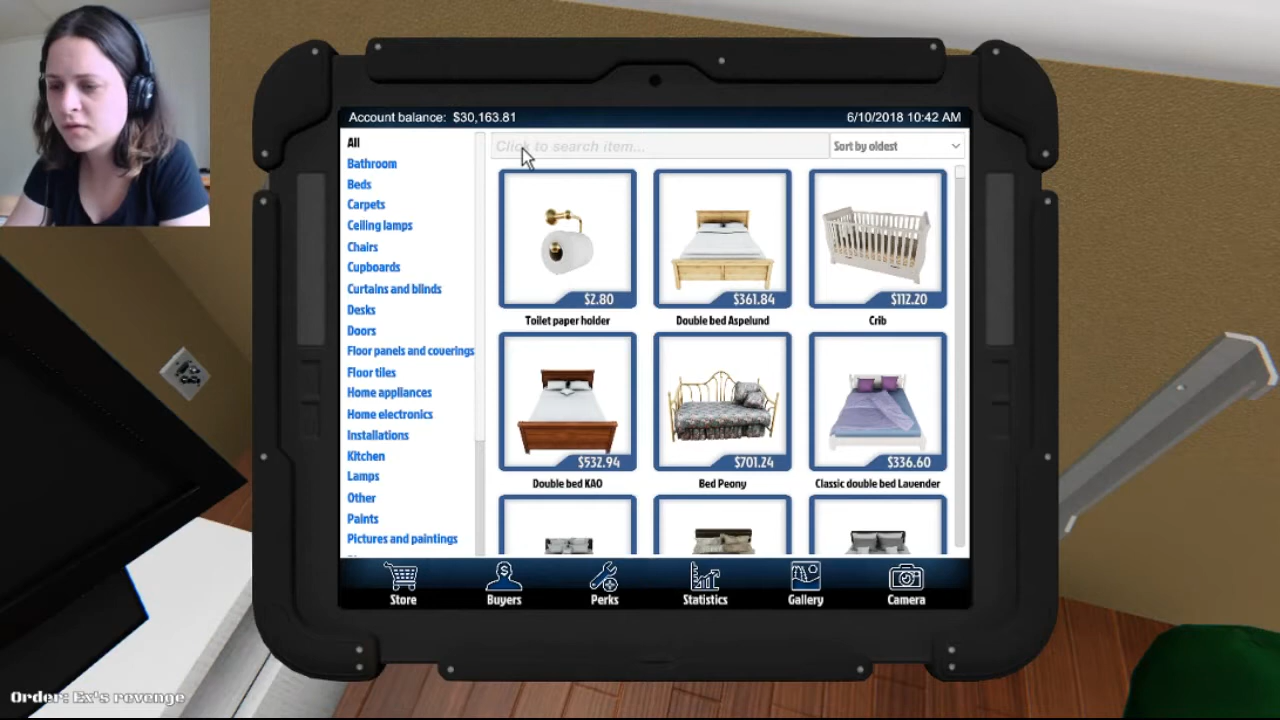 Account balance: $30,163.81
6/10/2018 10:42 AM
All
Bathroom
Beds
Carpets
Ceiling lamps
Chairs
Cupboards
Curtains and blinds
Desks
Doors
Floor panels and coverings
Floor tiles
Home appliances
Home electronics
Installations
Kitchen
Lamps
Other
Paints
Pictures and paintings
Click to search item...
Sort by oldest
$2.80
$361.84
$112.20
Toilet paper holder
Double bed Aspelund
Crib
$532.94
$701.24
$336.60
Double bed KAO
Bed Peony
Classic double bed Lavender
Store
Buyers
Perks
Statistics
Gallery
Camera
Order: Ex's revenge